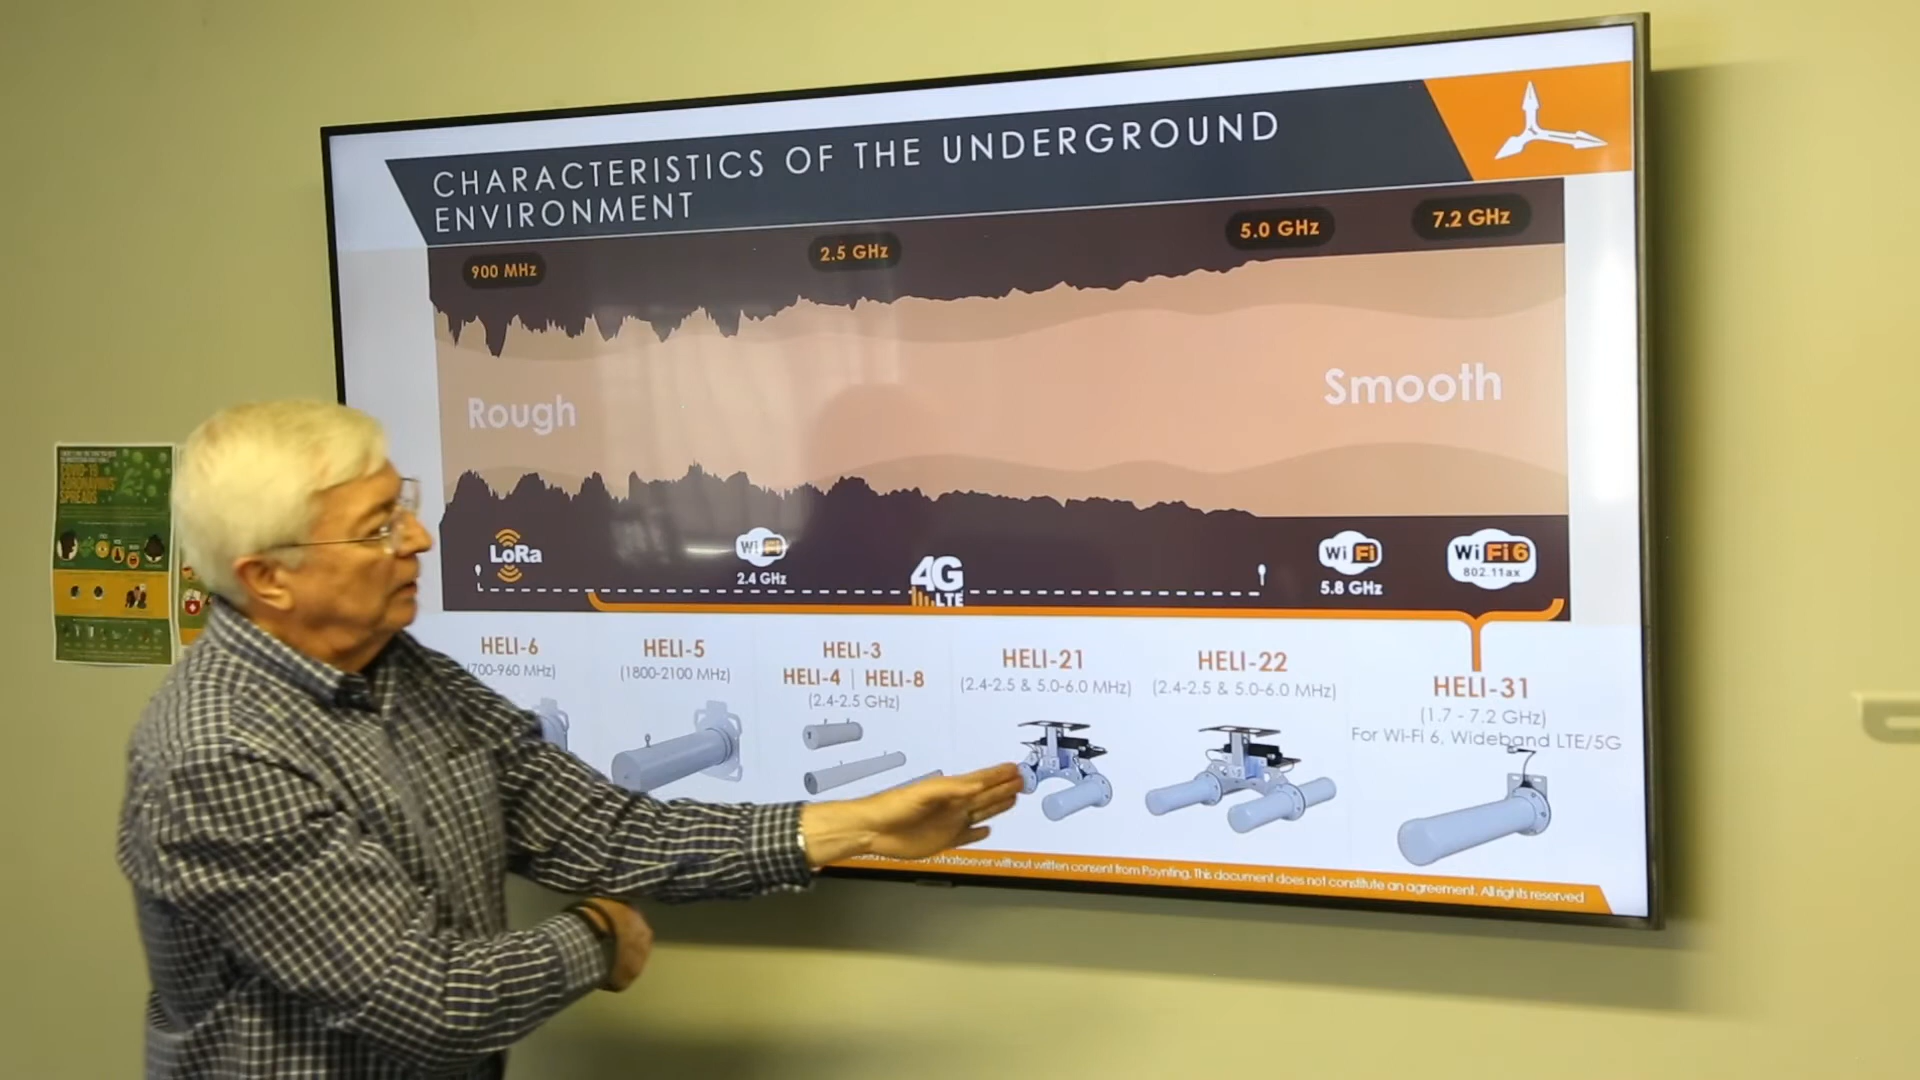 CHARACTERISTICS OF THE UNDERGROUND
ENVIRONMENT
900 MHz
2.5 GHz
5.0 GHz
7.2 GHz
Rough
Smooth
LoRa
Wi Fi
2.4 GHz
4G
LTE
Wi Fi
5.8 GHz
Wi Fi 6
802.11ax
HELI-6
(700-960 MHz)
HELI-5
(1800-2100 MHz)
HELI-3
HELI-4 | HELI-8
(2.4-2.5 GHz)
HELI-21
(2.4-2.5 & 5.0-6.0 MHz)
HELI-22
(2.4-2.5 & 5.0-6.0 MHz)
HELI-31
(1.7 - 7.2 GHz)
For Wi-Fi 6, Wideband LTE/5G
whatsoever without written consent from Poynting. This document does not constitute an agreement. All rights reserved
COVID-19
CORONAVIRUS
SPREADS